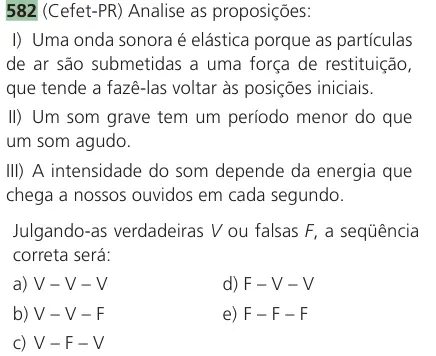 582 (Cefet-PR) Analise as proposições:
I) Uma onda sonora é elástica porque as partículas
de ar são submetidas a uma força de restituição,
que tende a fazê-las voltar às posições iniciais.
II) Um som grave tem um período menor do que
um som agudo.
III) A intensidade do som depende da energia que
chega a nossos ouvidos em cada segundo.
Julgando-as verdadeiras V ou falsas F, a seqüência
correta será:
a) V – V – V
d) F – V – V
b) V – V – F
e) F – F – F
c) V – F – V